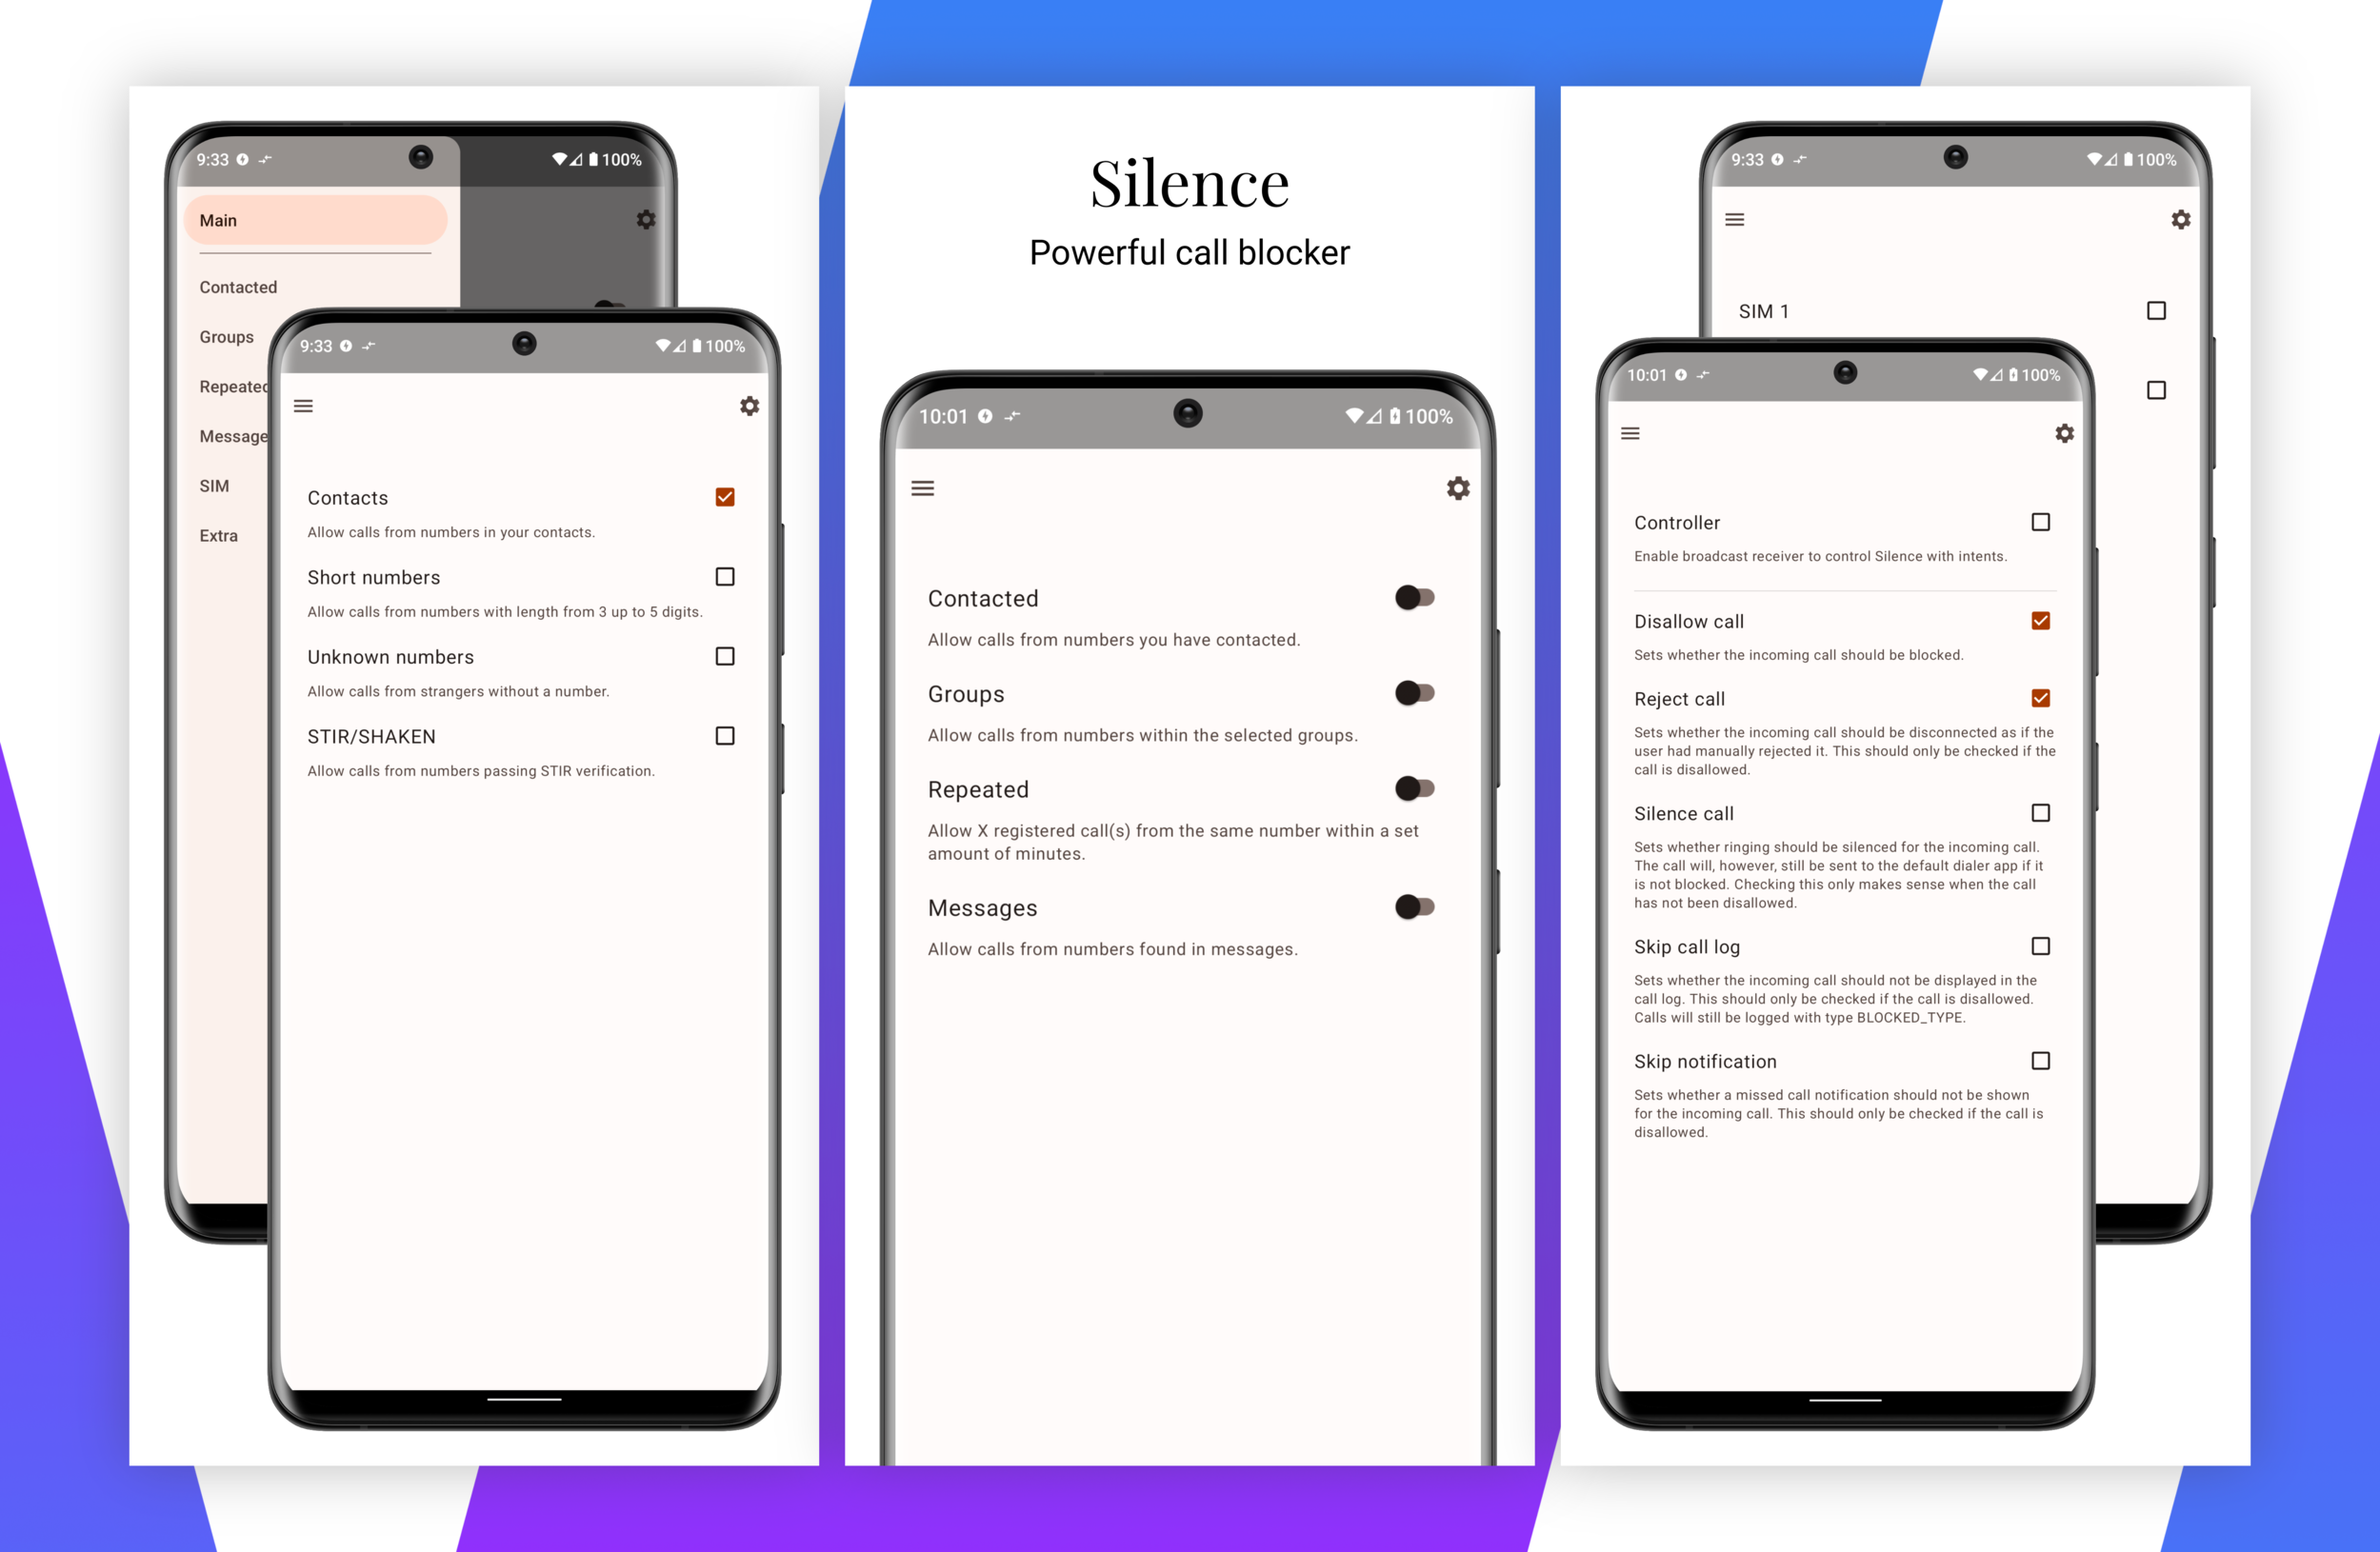 9:33
100%
Main
Contacted
Groups
Repeated
Message
SIM
Extra
9:33
100%
Contacts
Allow calls from numbers in your contacts.
Short numbers
Allow calls from numbers with length from 3 up to 5 digits.
Unknown numbers
Allow calls from strangers without a number.
STIR/SHAKEN
Allow calls from numbers passing STIR verification.
Silence
Powerful call blocker
10:01
100%
Contacted
Allow calls from numbers you have contacted.
Groups
Allow calls from numbers within the selected groups.
Repeated
Allow X registered call(s) from the same number within a set
amount of minutes.
Messages
Allow calls from numbers found in messages.
9:33
100%
SIM 1
10:01
100%
Controller
Enable broadcast receiver to control Silence with intents.
Disallow call
Sets whether the incoming call should be blocked.
Reject call
Sets whether the incoming call should be disconnected as if the
user had manually rejected it. This should only be checked if the
call is disallowed.
Silence call
Sets whether ringing should be silenced for the incoming call.
The call will, however, still be sent to the default dialer app if it
is not blocked. Checking this only makes sense when the call
has not been disallowed.
Skip call log
Sets whether the incoming call should not be displayed in the
call log. This should only be checked if the call is disallowed.
Calls will still be logged with type BLOCKED_TYPE.
Skip notification
Sets whether a missed call notification should not be shown
for the incoming call. This should only be checked if the call is
disallowed.